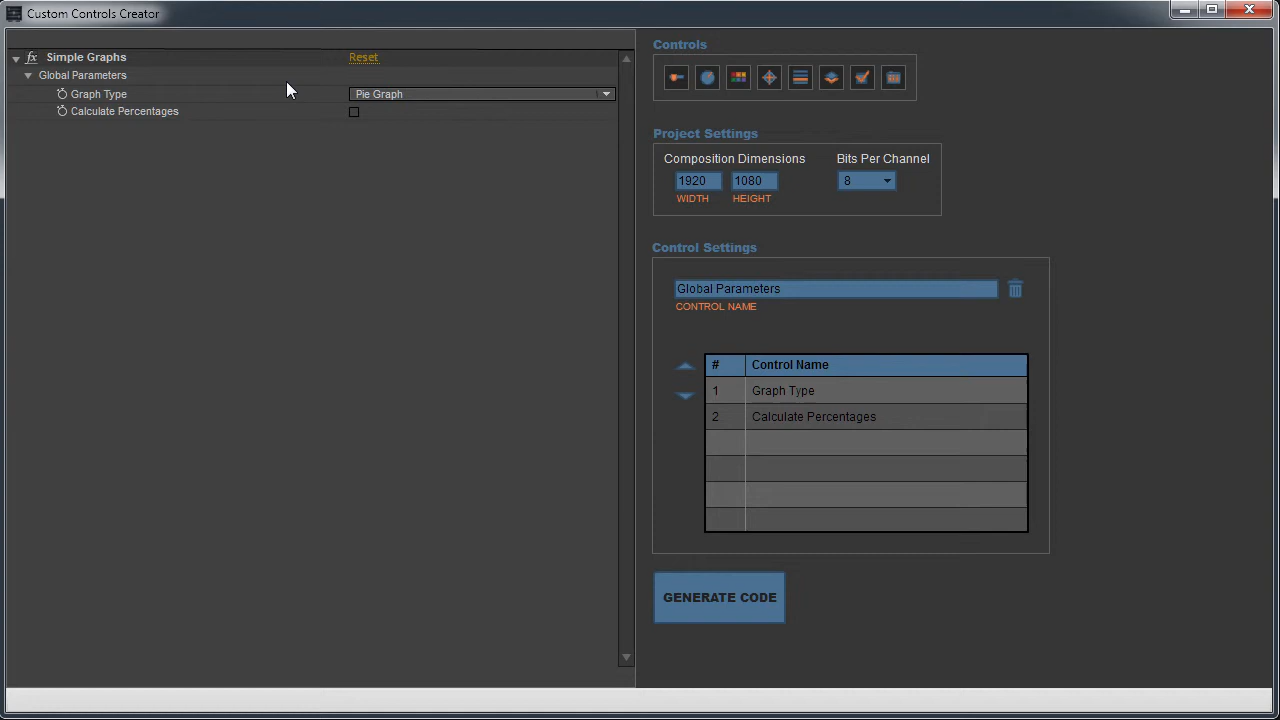 Custom Controls Creator
fx Simple Graphs Reset
Global Parameters
Graph Type Pie Graph
Calculate Percentages
Controls
Project Settings
Composition Dimensions Bits Per Channel
1920 1080 8
WIDTH HEIGHT
Control Settings
Global Parameters
CONTROL NAME
# Control Name
1 Graph Type
2 Calculate Percentages
GENERATE CODE